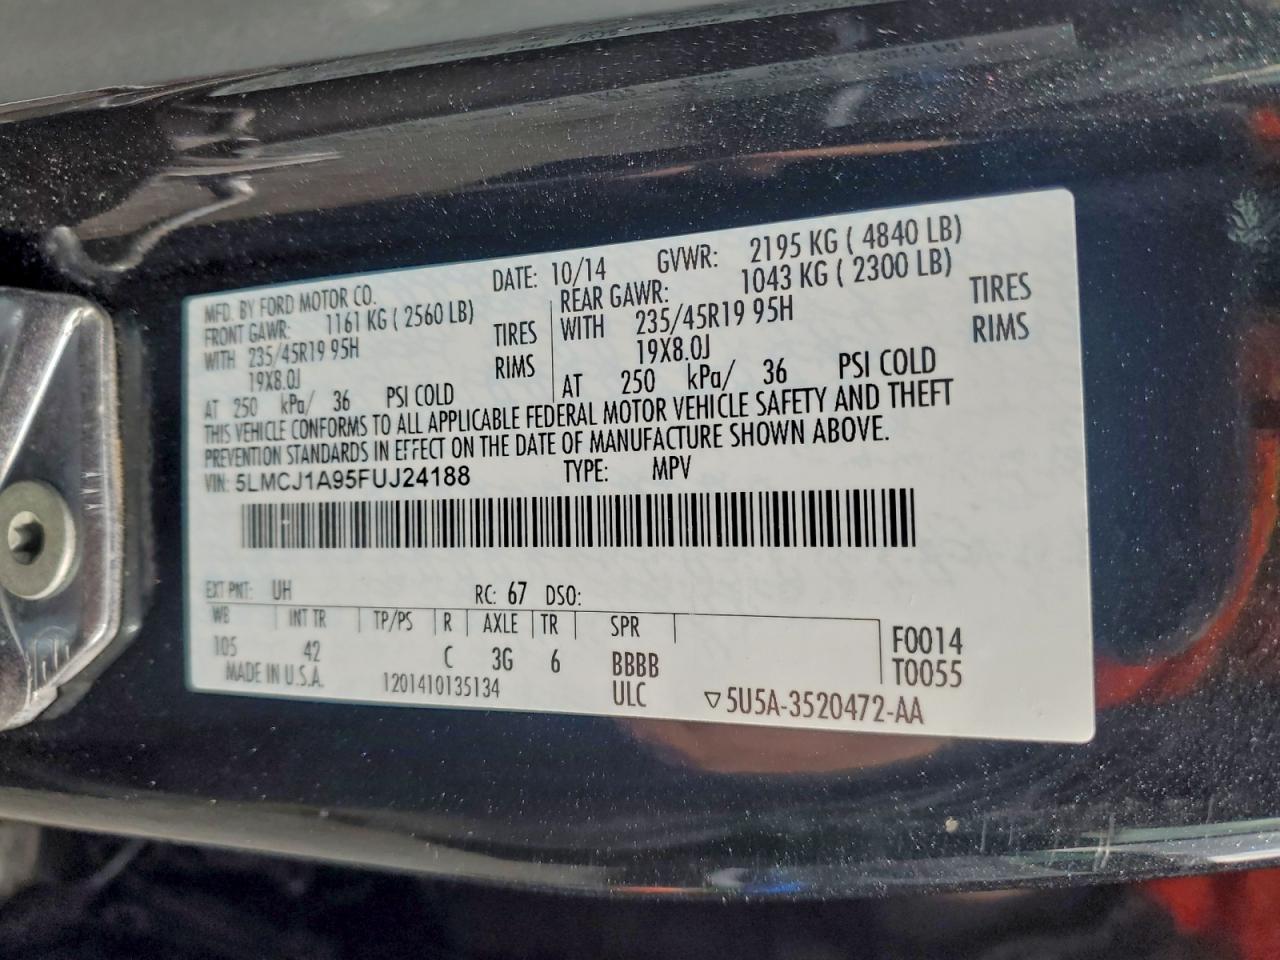 MFD. BY FORD MOTOR CO.
DATE: 10/14 GVWR: 2195 KG ( 4840 LB)
FRONT GAWR: 1161 KG ( 2560 LB)
WITH 235/45R19 95H TIRES
19X8.0J RIMS
AT 250 kPa/ 36 PSI COLD
REAR GAWR: 1043 KG ( 2300 LB)
WITH 235/45R19 95H TIRES
19X8.0J RIMS
AT 250 kPa/ 36 PSI COLD
THIS VEHICLE CONFORMS TO ALL APPLICABLE FEDERAL MOTOR VEHICLE SAFETY AND THEFT
PREVENTION STANDARDS IN EFFECT ON THE DATE OF MANUFACTURE SHOWN ABOVE.
VIN: 5LMCJ1A95FUJ24188 TYPE: MPV
EXT PNT: UH RC: 67 DSO:
WB INT TR TP/PS R AXLE TR SPR
105 42 C 3G 6 BBBB
F0014
T0055
MADE IN U.S.A. 1201410135134 ULC ▽5U5A-3520472-AA